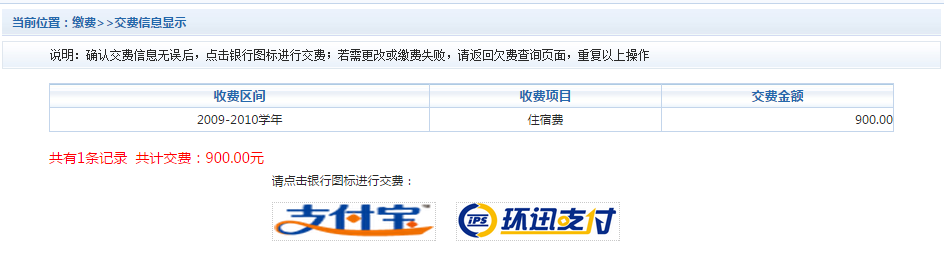 当前位置：缴费>>交费信息显示
说明：确认交费信息无误后，点击银行图标进行交费；若需更改或缴费失败，请返回欠费查询页面，重复以上操作
收费区间 收费项目 交费金额
2009-2010学年 住宿费 900.00
共有1条记录 共计交费：900.00元
请点击银行图标进行交费：
支付宝 IPS 环迅支付